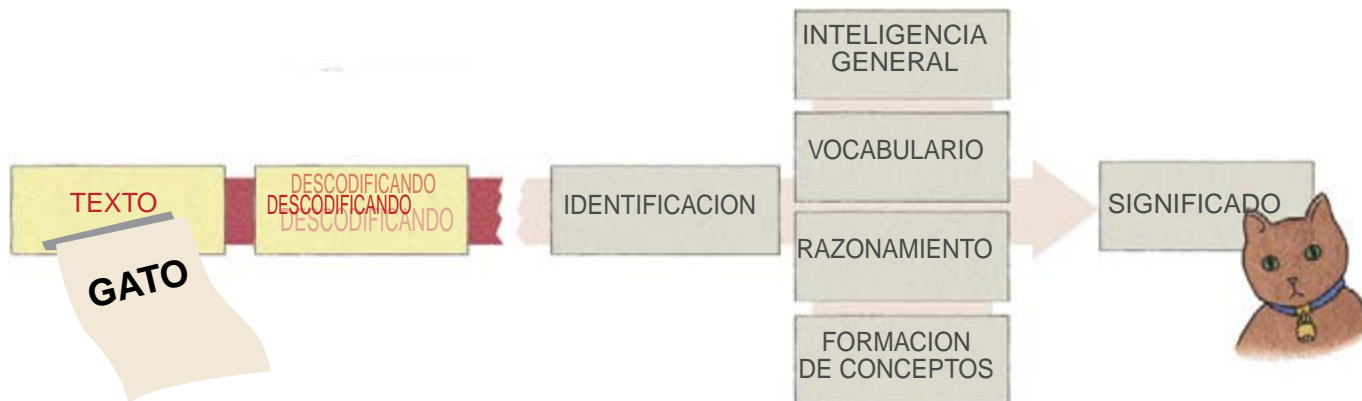 TEXTO
GATO
DESCODIFICANDO
DESCODIFICANDO
DESCODIFICANDO
IDENTIFICACION
INTELIGENCIA
GENERAL
VOCABULARIO
RAZONAMIENTO
FORMACION
DE CONCEPTOS
SIGNIFICADO